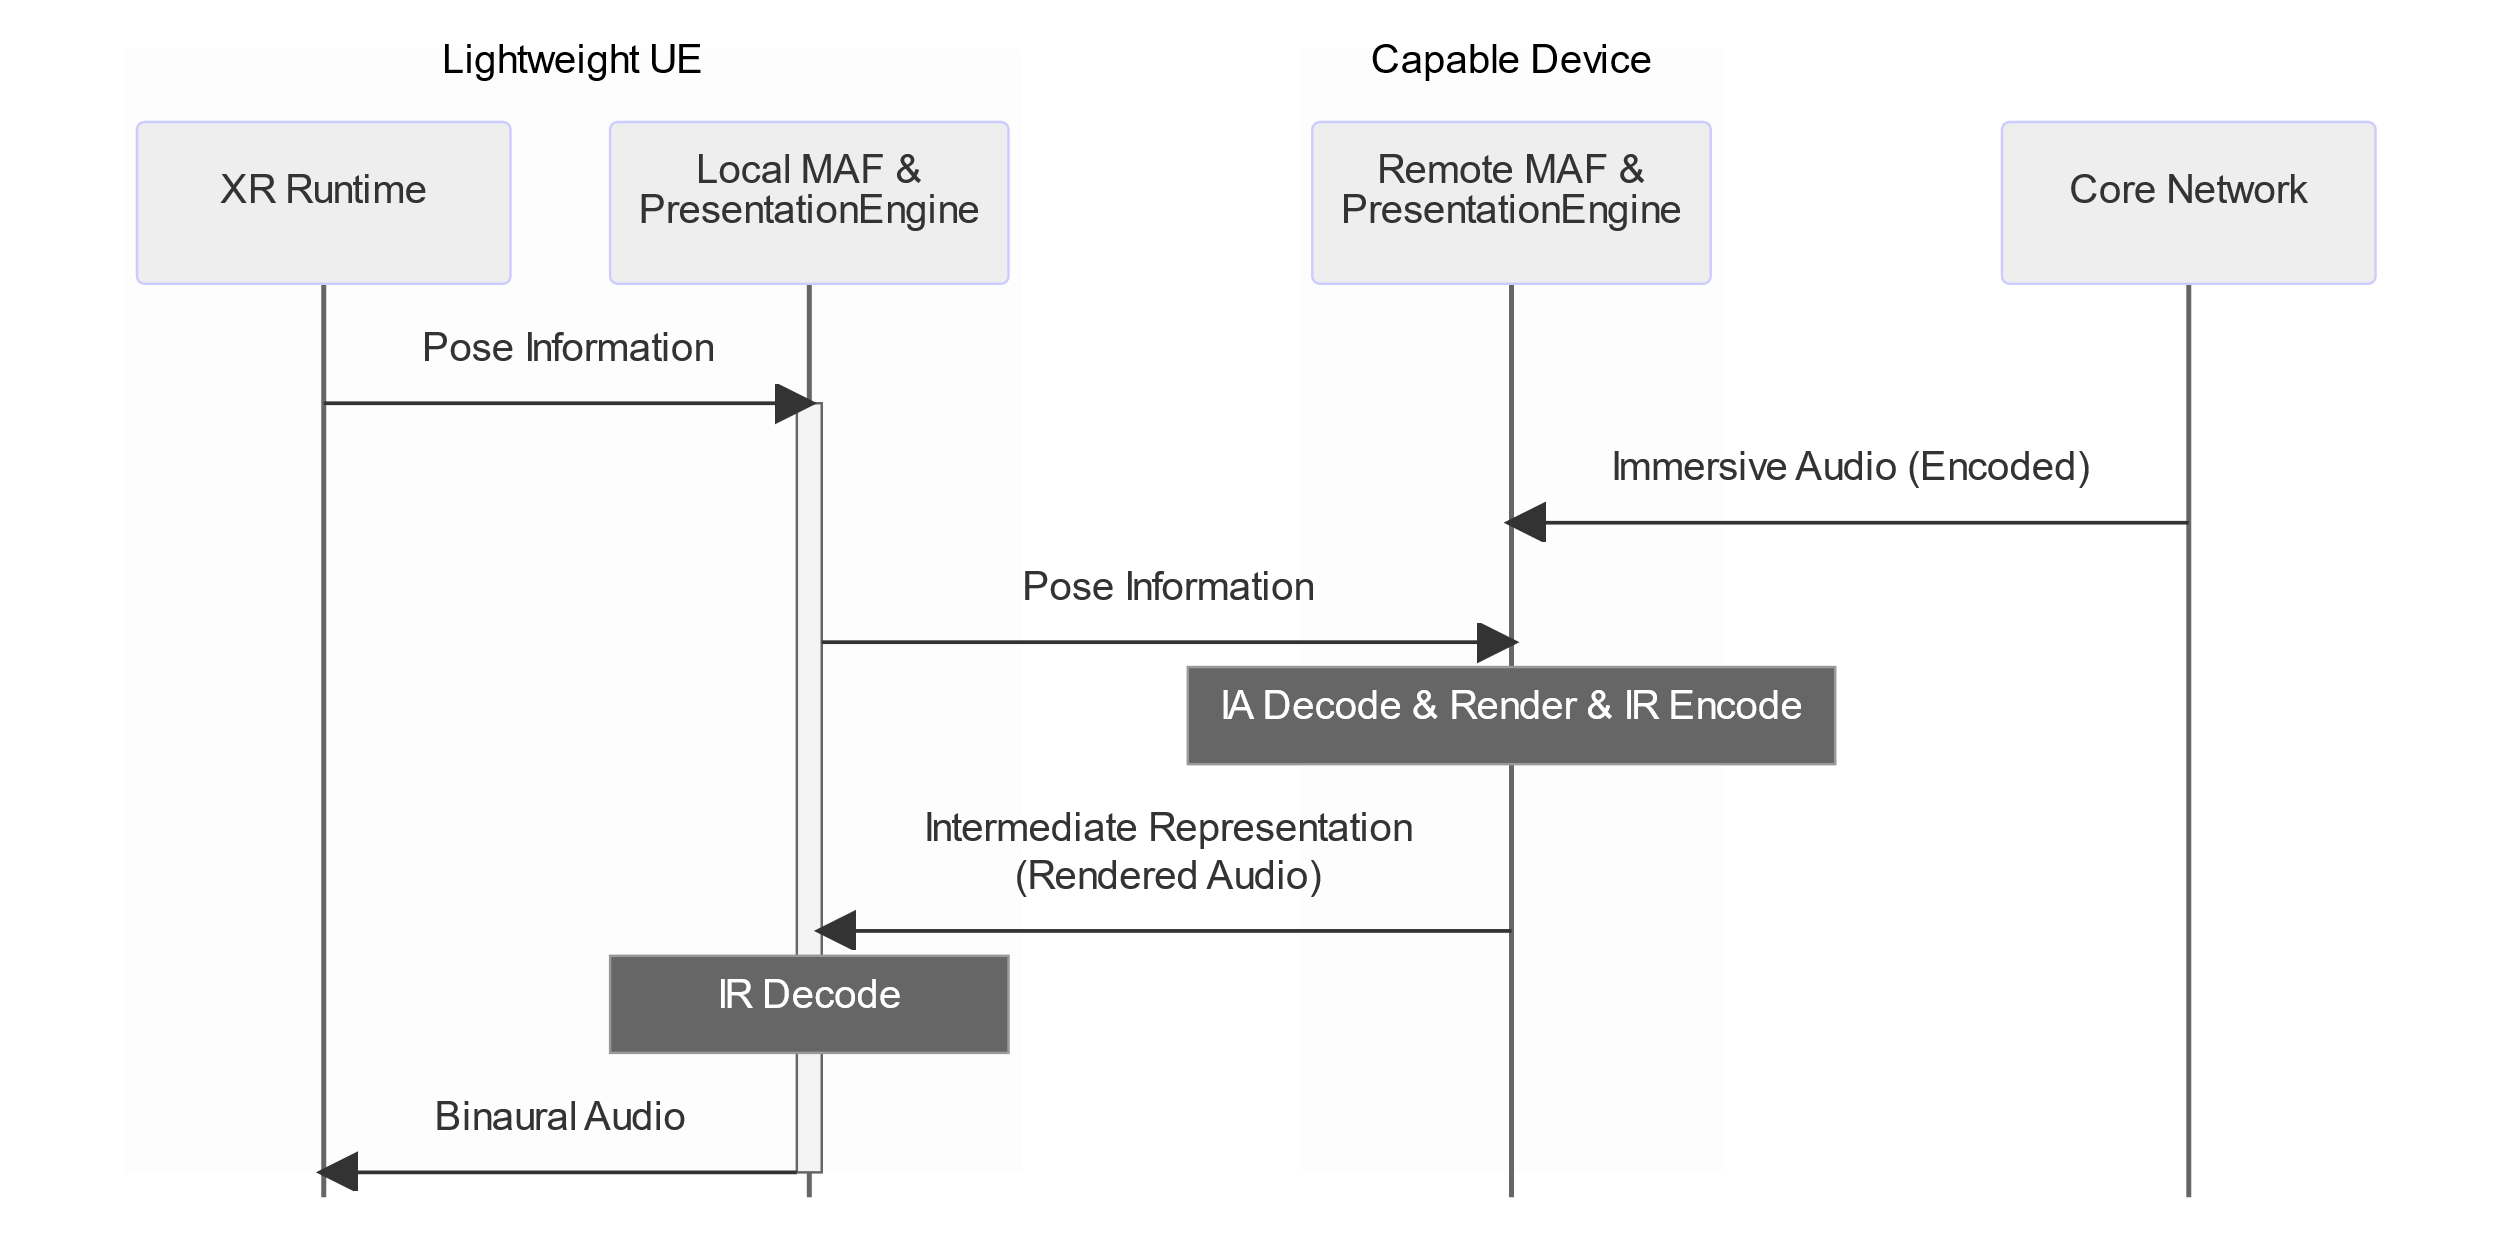 Lightweight UE
Capable Device
XR Runtime
Local MAF &
PresentationEngine
Remote MAF &
PresentationEngine
Core Network
Pose Information
Immersive Audio (Encoded)
Pose Information
IA Decode & Render & IR Encode
Intermediate Representation
(Rendered Audio)
IR Decode
Binaural Audio